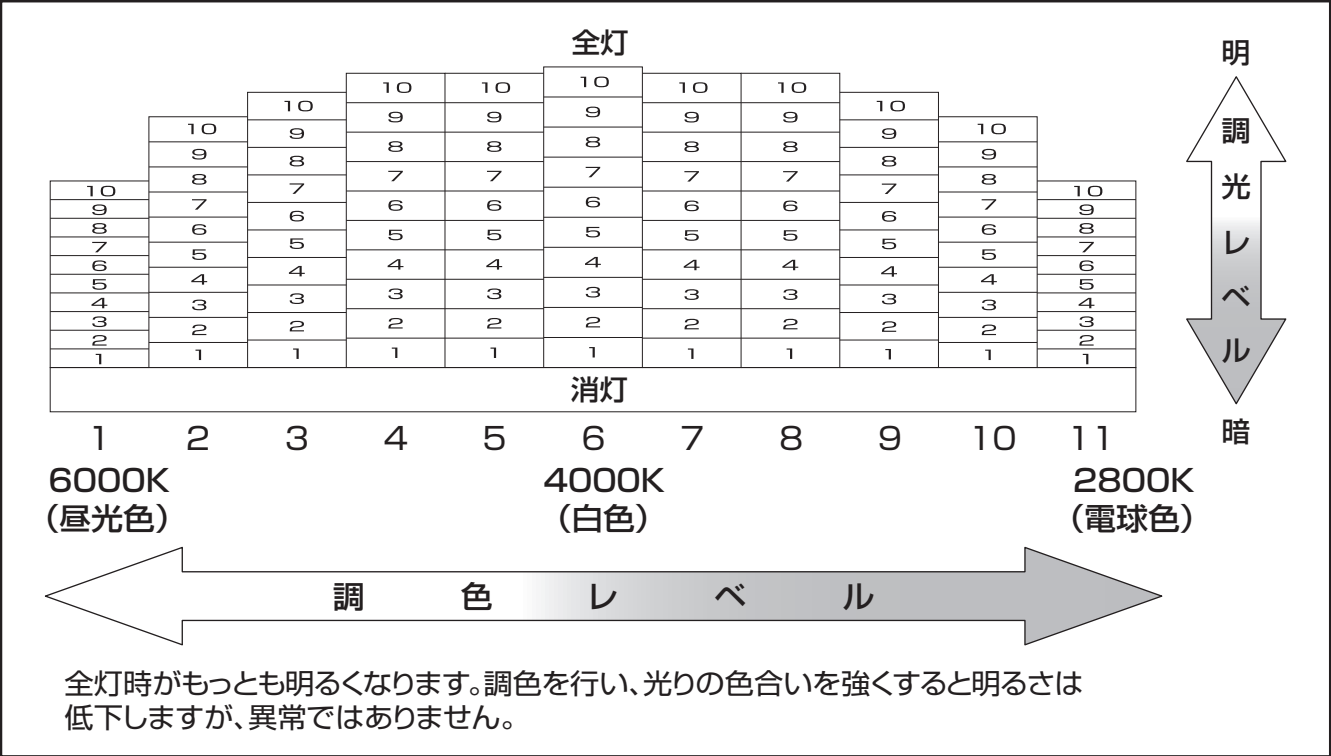 全灯
10 10 10 10 10 10 10 10 10 10 10
9 9 9 9 9 9 9 9 9 9 9
8 8 8 8 8 8 8 8 8 8 8
7 7 7 7 7 7 7 7 7 7 7
6 6 6 6 6 6 6 6 6 6 6
5 5 5 5 5 5 5 5 5 5 5
4 4 4 4 4 4 4 4 4 4 4
3 3 3 3 3 3 3 3 3 3 3
2 2 2 2 2 2 2 2 2 2 2
1 1 1 1 1 1 1 1 1 1 1
消灯
1 2 3 4 5 6 7 8 9 10 11
6000K 4000K 2800K
(昼光色) (白色) (電球色)
明
調光レベル
暗
調色レベル
全灯時がもっとも明るくなります。調色を行い、光りの色合いを強くすると明るさは
低下しますが、異常ではありません。